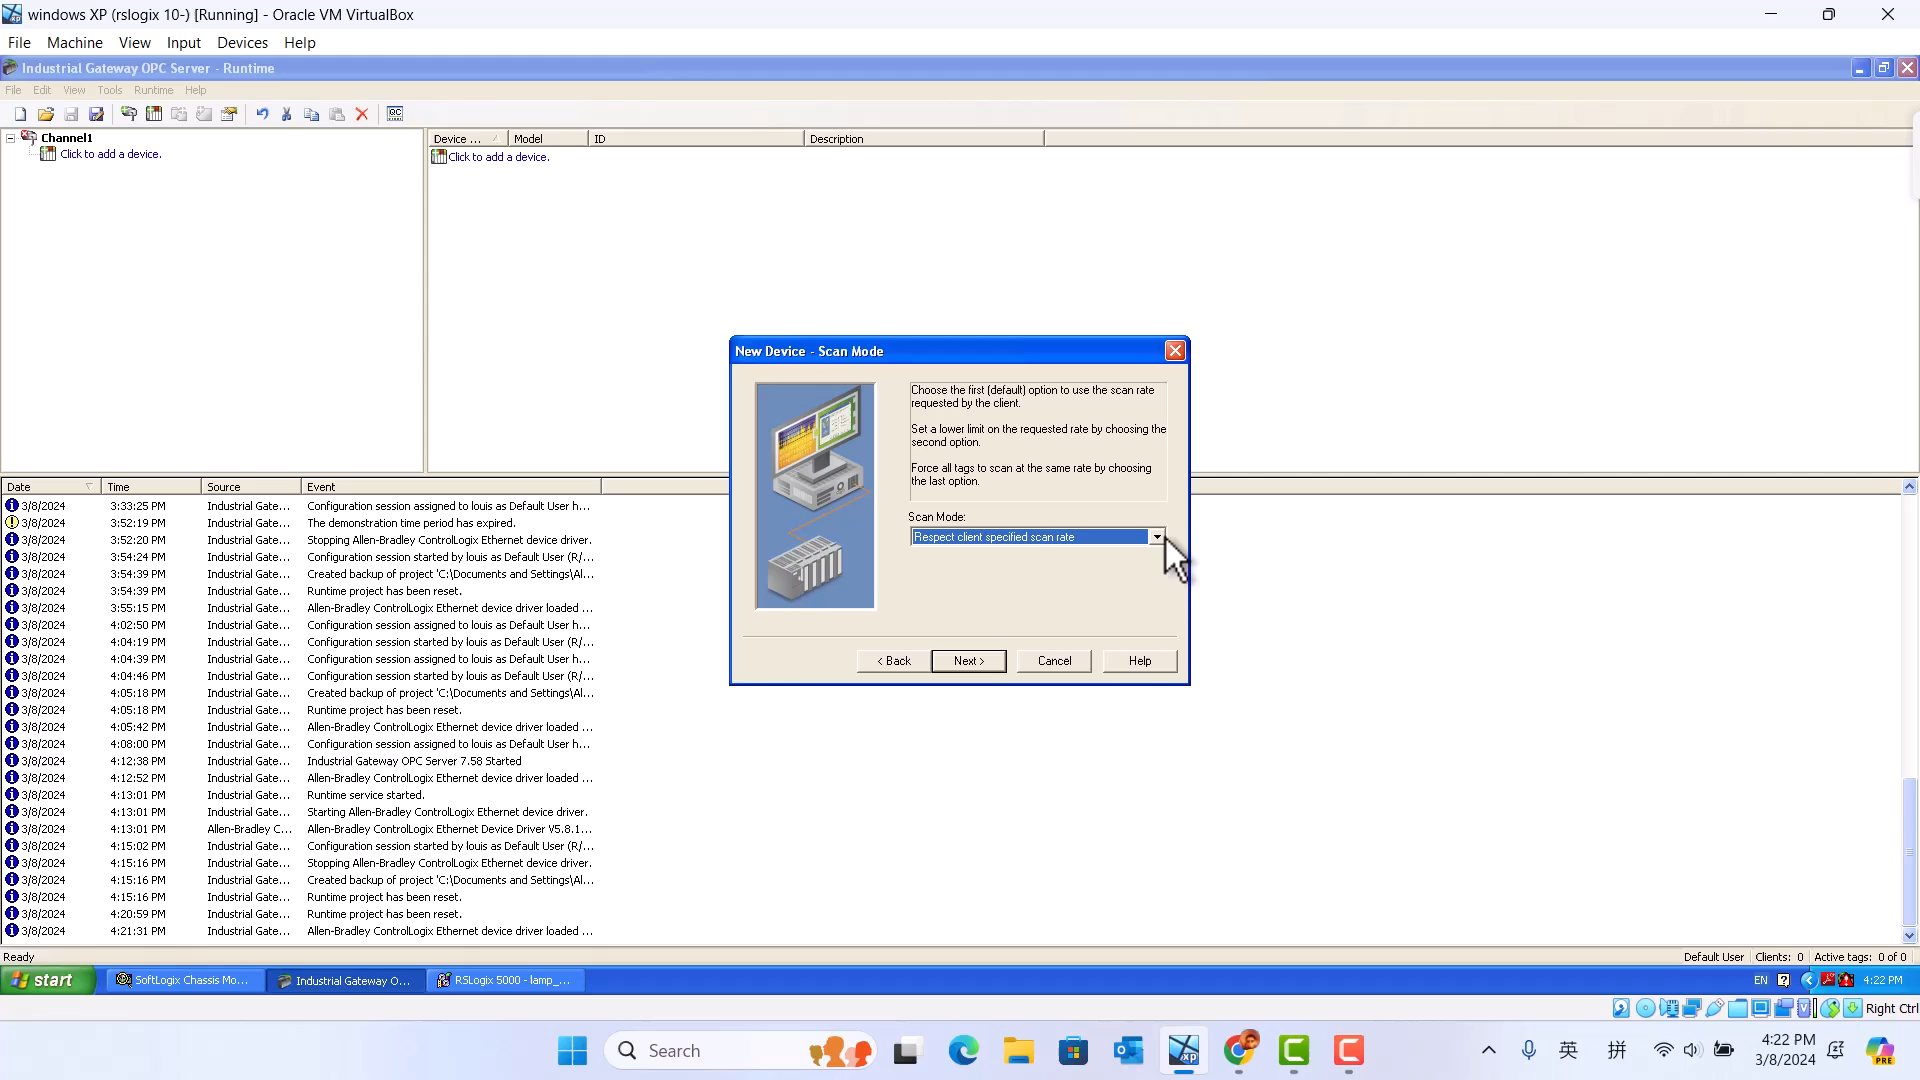 windows XP (rslogix 10-) [Running] - Oracle VM VirtualBox
File Machine View Input Devices Help
Industrial Gateway OPC Server - Runtime
File Edit View Tools Runtime Help
Channel1
Click to add a device.
Device ... Model ID Description
Click to add a device.
New Device - Scan Mode
Choose the first (default) option to use the scan rate
requested by the client.
Set a lower limit on the requested rate by choosing the
second option.
Force all tags to scan at the same rate by choosing
the last option.
Scan Mode:
Respect client specified scan rate
< Back Next > Cancel Help
Date Time Source Event
3/8/2024 3:33:25 PM Industrial Gate... Configuration session assigned to louis as Default User h...
3/8/2024 3:52:19 PM Industrial Gate... The demonstration time period has expired.
3/8/2024 3:52:20 PM Industrial Gate... Stopping Allen-Bradley ControlLogix Ethernet device driver.
3/8/2024 3:54:24 PM Industrial Gate... Configuration session started by louis as Default User (R/...
3/8/2024 3:54:39 PM Industrial Gate... Created backup of project 'C:\Documents and Settings\Al...
3/8/2024 3:54:39 PM Industrial Gate... Runtime project has been reset.
3/8/2024 3:55:15 PM Industrial Gate... Allen-Bradley ControlLogix Ethernet device driver loaded ...
3/8/2024 4:02:50 PM Industrial Gate... Configuration session assigned to louis as Default User h...
3/8/2024 4:04:19 PM Industrial Gate... Configuration session started by louis as Default User (R/...
3/8/2024 4:04:39 PM Industrial Gate... Configuration session assigned to louis as Default User h...
3/8/2024 4:04:46 PM Industrial Gate... Configuration session started by louis as Default User (R/...
3/8/2024 4:05:18 PM Industrial Gate... Created backup of project 'C:\Documents and Settings\Al...
3/8/2024 4:05:18 PM Industrial Gate... Runtime project has been reset.
3/8/2024 4:05:42 PM Industrial Gate... Allen-Bradley ControlLogix Ethernet device driver loaded ...
3/8/2024 4:08:00 PM Industrial Gate... Configuration session assigned to louis as Default User h...
3/8/2024 4:12:38 PM Industrial Gate... Industrial Gateway OPC Server 7.58 Started
3/8/2024 4:12:52 PM Industrial Gate... Allen-Bradley ControlLogix Ethernet device driver loaded ...
3/8/2024 4:13:01 PM Industrial Gate... Runtime service started.
3/8/2024 4:13:01 PM Industrial Gate... Starting Allen-Bradley ControlLogix Ethernet device driver.
3/8/2024 4:13:01 PM Allen-Bradley C... Allen-Bradley ControlLogix Ethernet Device Driver V5.8.1...
3/8/2024 4:15:02 PM Industrial Gate... Configuration session started by louis as Default User (R/...
3/8/2024 4:15:16 PM Industrial Gate... Stopping Allen-Bradley ControlLogix Ethernet device driver.
3/8/2024 4:15:16 PM Industrial Gate... Created backup of project 'C:\Documents and Settings\Al...
3/8/2024 4:15:16 PM Industrial Gate... Runtime project has been reset.
3/8/2024 4:20:59 PM Industrial Gate... Runtime project has been reset.
3/8/2024 4:21:31 PM Industrial Gate... Allen-Bradley ControlLogix Ethernet device driver loaded ...
Ready Default User Clients: 0 Active tags: 0 of 0
start SoftLogix Chassis Mo... Industrial Gateway O... RSLogix 5000 - lamp_... EN 4:22 PM
Right Ctrl
Search 英 拼 4:22 PM
3/8/2024